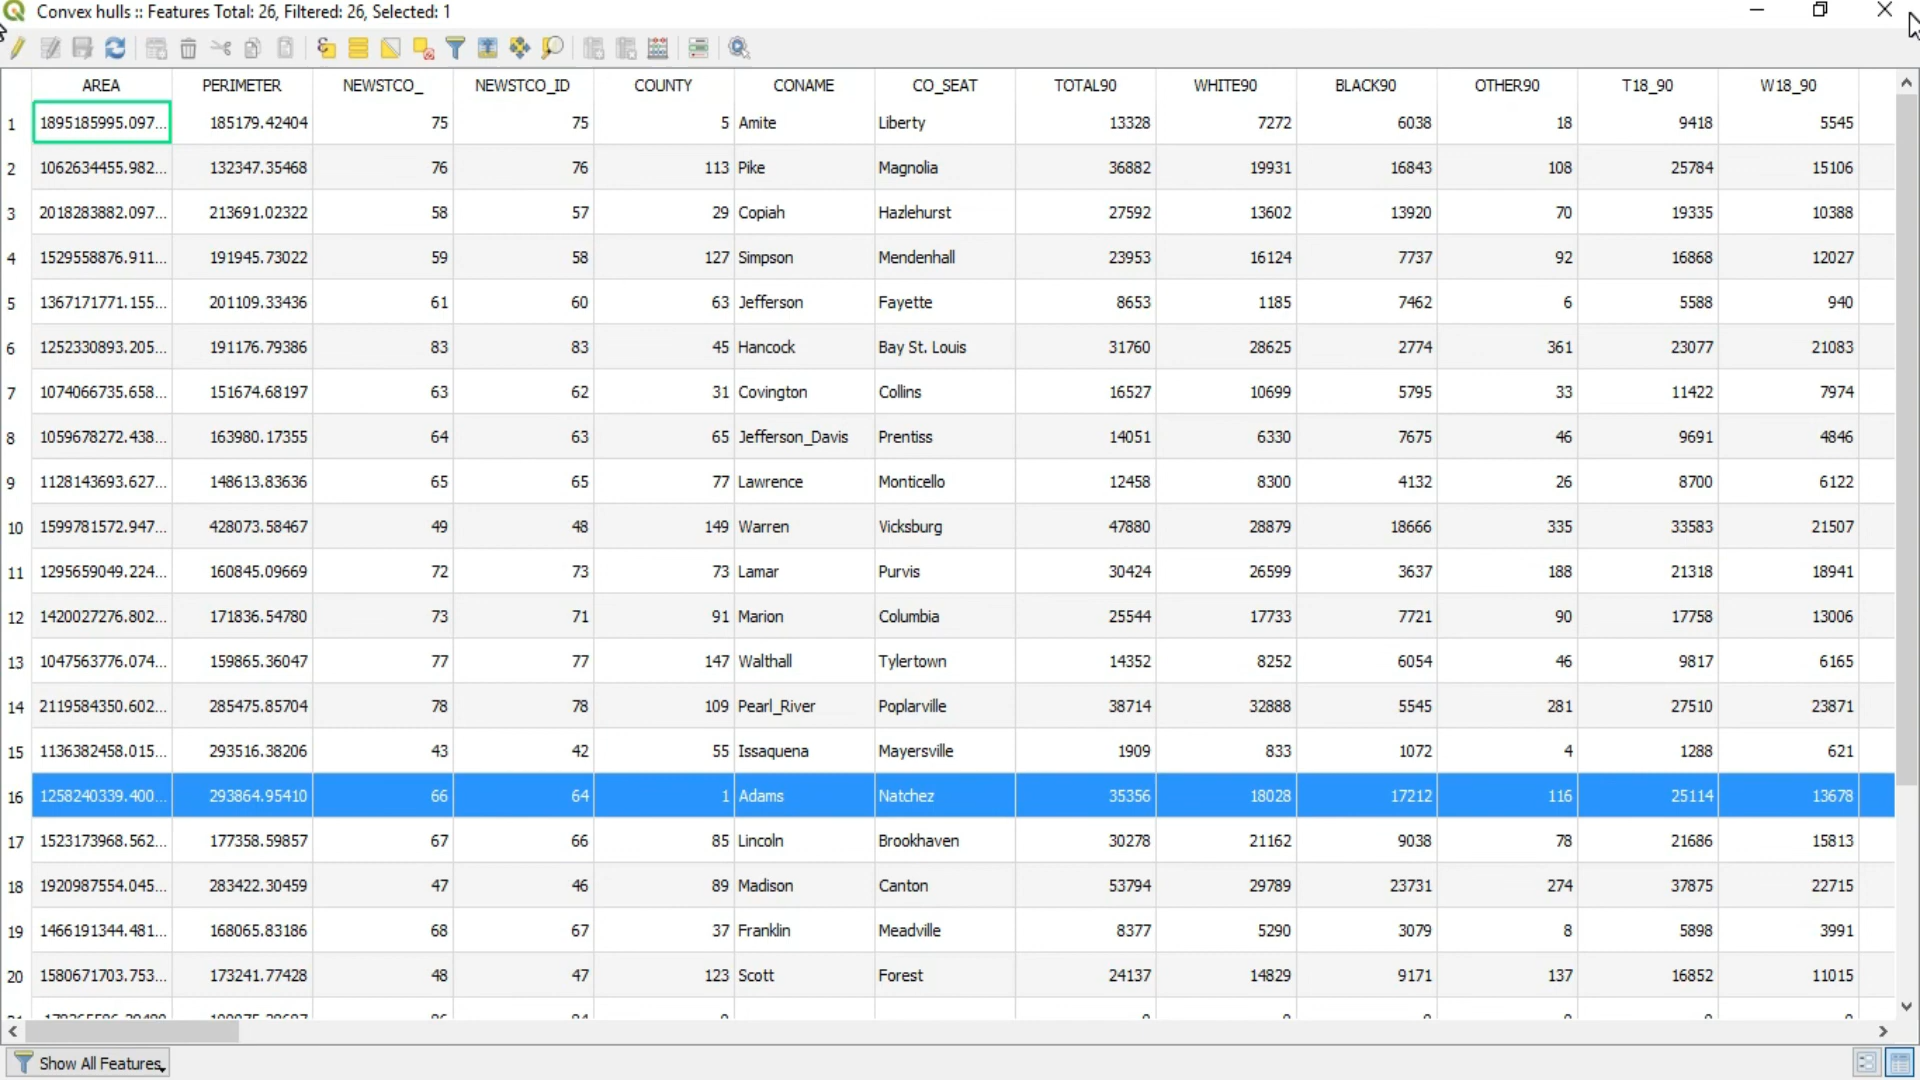 Convex hulls :: Features Total: 26, Filtered: 26, Selected: 1
AREA PERIMETER NEWSTCO_ NEWSTCO_ID COUNTY CONAME CO_SEAT TOTAL90 WHITE90 BLACK90 OTHER90 T18_90 W18_90
1 1895185995.097... 185179.42404 75 75 5 Amite Liberty 13328 7272 6038 18 9418 5545
2 1062634455.982... 132347.35468 76 76 113 Pike Magnolia 36882 19931 16843 108 25784 15106
3 2018283882.097... 213691.02322 58 57 29 Copiah Hazlehurst 27592 13602 13920 70 19335 10388
4 1529558876.911... 191945.73022 59 58 127 Simpson Mendenhall 23953 16124 7737 92 16868 12027
5 1367171771.155... 201109.33436 61 60 63 Jefferson Fayette 8653 1185 7462 6 5588 940
6 1252330893.205... 191176.79386 83 83 45 Hancock Bay St. Louis 31760 28625 2774 361 23077 21083
7 1074066735.658... 151674.68197 63 62 31 Covington Collins 16527 10699 5795 33 11422 7974
8 1059678272.438... 163980.17355 64 63 65 Jefferson_Davis Prentiss 14051 6330 7675 46 9691 4846
9 1128143693.627... 148613.83636 65 65 77 Lawrence Monticello 12458 8300 4132 26 8700 6122
10 1599781572.947... 428073.58467 49 48 149 Warren Vicksburg 47880 28879 18666 335 33583 21507
11 1295659049.224... 160845.09669 72 73 73 Lamar Purvis 30424 26599 3637 188 21318 18941
12 1420027276.802... 171836.54780 73 71 91 Marion Columbia 25544 17733 7721 90 17758 13006
13 1047563776.074... 159865.36047 77 77 147 Walthall Tylertown 14352 8252 6054 46 9817 6165
14 2119584350.602... 285475.85704 78 78 109 Pearl_River Poplarville 38714 32888 5545 281 27510 23871
15 1136382458.015... 293516.38206 43 42 55 Issaquena Mayersville 1909 833 1072 4 1288 621
16 1258240339.400... 293864.95410 66 64 1 Adams Natchez 35356 18028 17212 116 25114 13678
17 1523173968.562... 177358.59857 67 66 85 Lincoln Brookhaven 30278 21162 9038 78 21686 15813
18 1920987554.045... 283422.30459 47 46 89 Madison Canton 53794 29789 23731 274 37875 22715
19 1466191344.481... 168065.83186 68 67 37 Franklin Meadville 8377 5290 3079 8 5898 3991
20 1580671703.753... 173241.77428 48 47 123 Scott Forest 24137 14829 9171 137 16852 11015
Show All Features